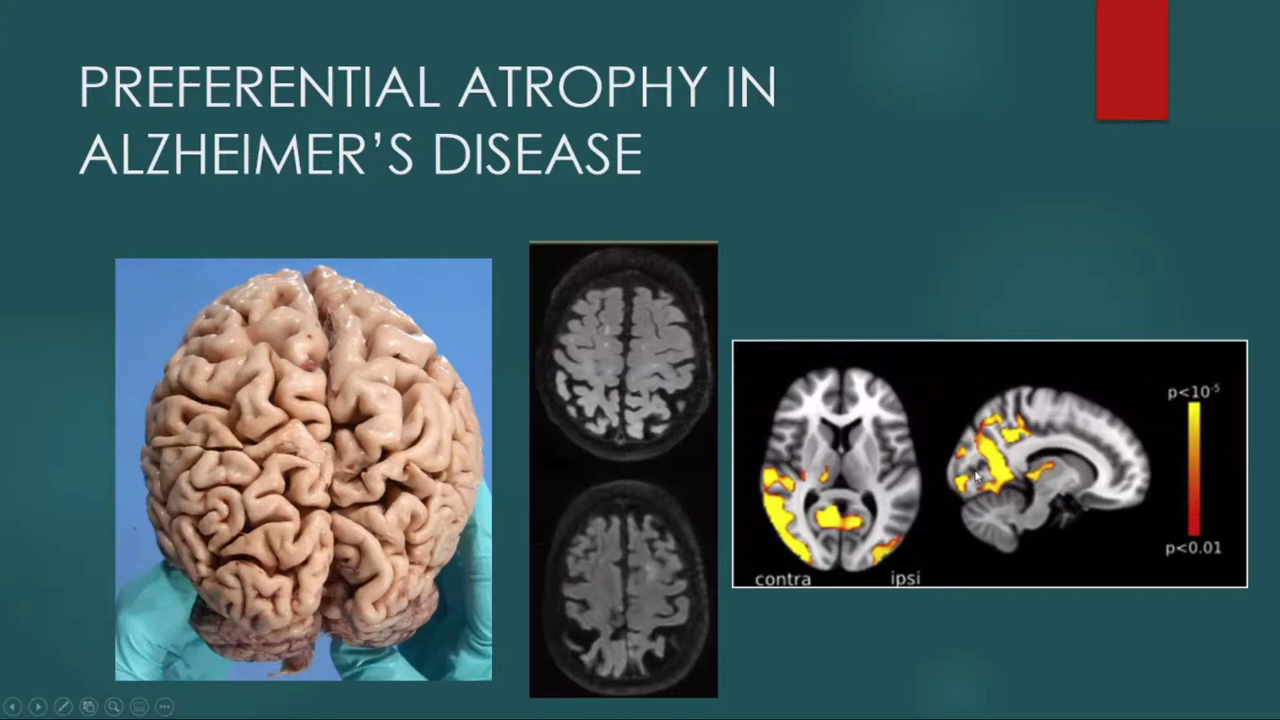 PREFERENTIAL ATROPHY IN
ALZHEIMER’S DISEASE
p<10-5
p<0.01
contra
ipsi